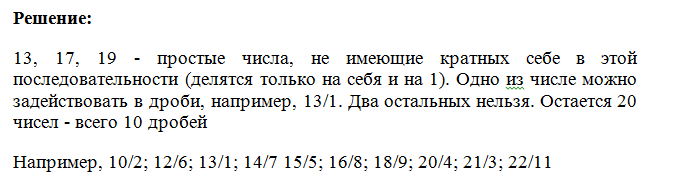 Решение:
13, 17, 19 - простые числа, не имеющие кратных себе в этой
последовательности (делятся только на себя и на 1). Одно из числе можно
задействовать в дроби, например, 13/1. Два остальных нельзя. Остается 20
чисел - всего 10 дробей
Например, 10/2; 12/6; 13/1; 14/7 15/5; 16/8; 18/9; 20/4; 21/3; 22/11